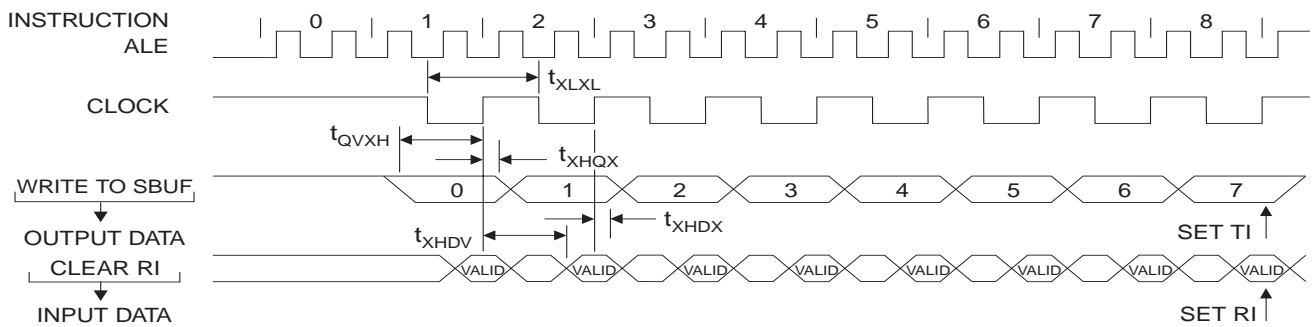 INSTRUCTION
0 1 2 3 4 5 6 7 8
ALE
tXLXL
CLOCK
tQVXH
tXHQX
WRITE TO SBUF
0 1 2 3 4 5 6 7
tXHDX
OUTPUT DATA
tXHDV
SET TI
CLEAR RI
VALID VALID VALID VALID VALID VALID VALID VALID
INPUT DATA
SET RI